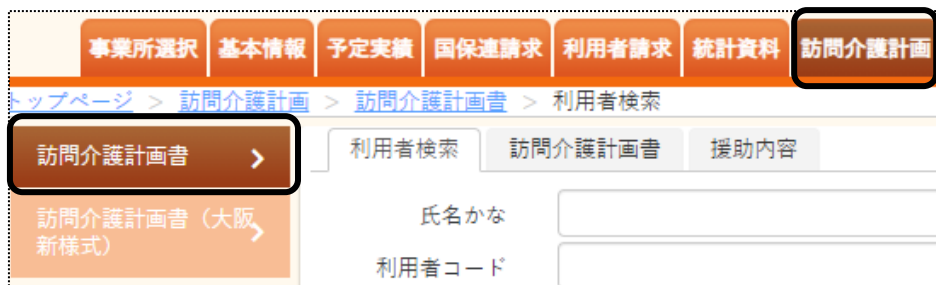 事業所選択 基本情報 予定実績 国保連請求 利用者請求 統計資料 訪問介護計画
トップページ > 訪問介護計画 > 訪問介護計画書 > 利用者検索
訪問介護計画書
訪問介護計画書（大阪
新様式）
利用者検索 訪問介護計画書 援助内容
氏名かな
利用者コード